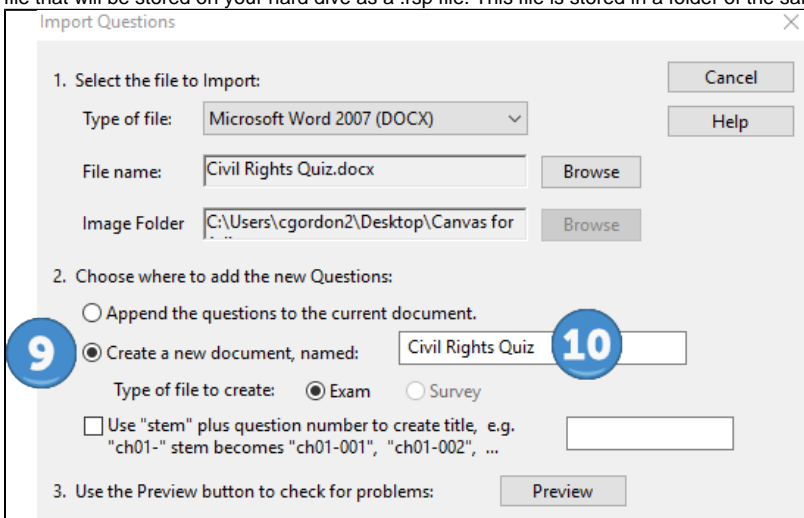 file that will be stored on your hard dive as a .rsp file. This file is stored in a folder of the sa
Import Questions
1. Select the file to Import:
Cancel
Type of file: Microsoft Word 2007 (DOCX)
Help
File name: Civil Rights Quiz.docx Browse
Image Folder C:\Users\cgordon2\Desktop\Canvas for Browse
2. Choose where to add the new Questions:
Append the questions to the current document.
9 Create a new document, named: Civil Rights Quiz 10
Type of file to create: Exam Survey
Use "stem" plus question number to create title, e.g.
"ch01-" stem becomes "ch01-001", "ch01-002", ...
3. Use the Preview button to check for problems: Preview